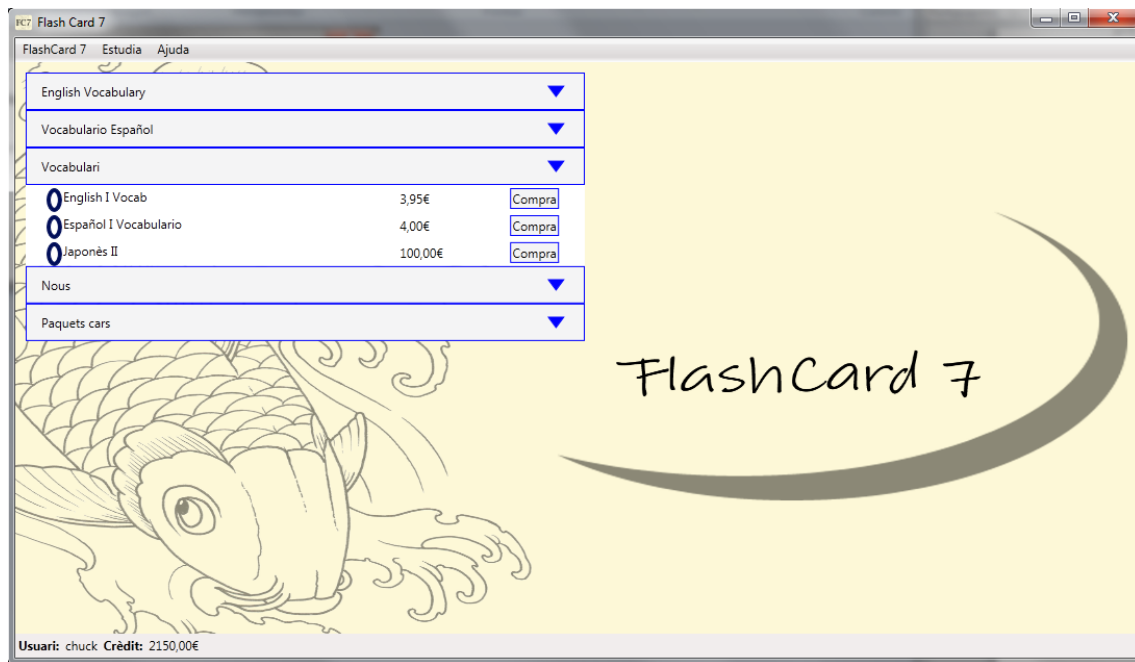 FC7 Flash Card 7
FlashCard 7 Estudia Ajuda
English Vocabulary
Vocabulario Español
Vocabulari
English I Vocab 3,95€ Compra
Español I Vocabulario 4,00€ Compra
Japonès II 100,00€ Compra
Nous
Paquets cars
FlashCard 7
Usuari: chuck Crèdit: 2150,00€